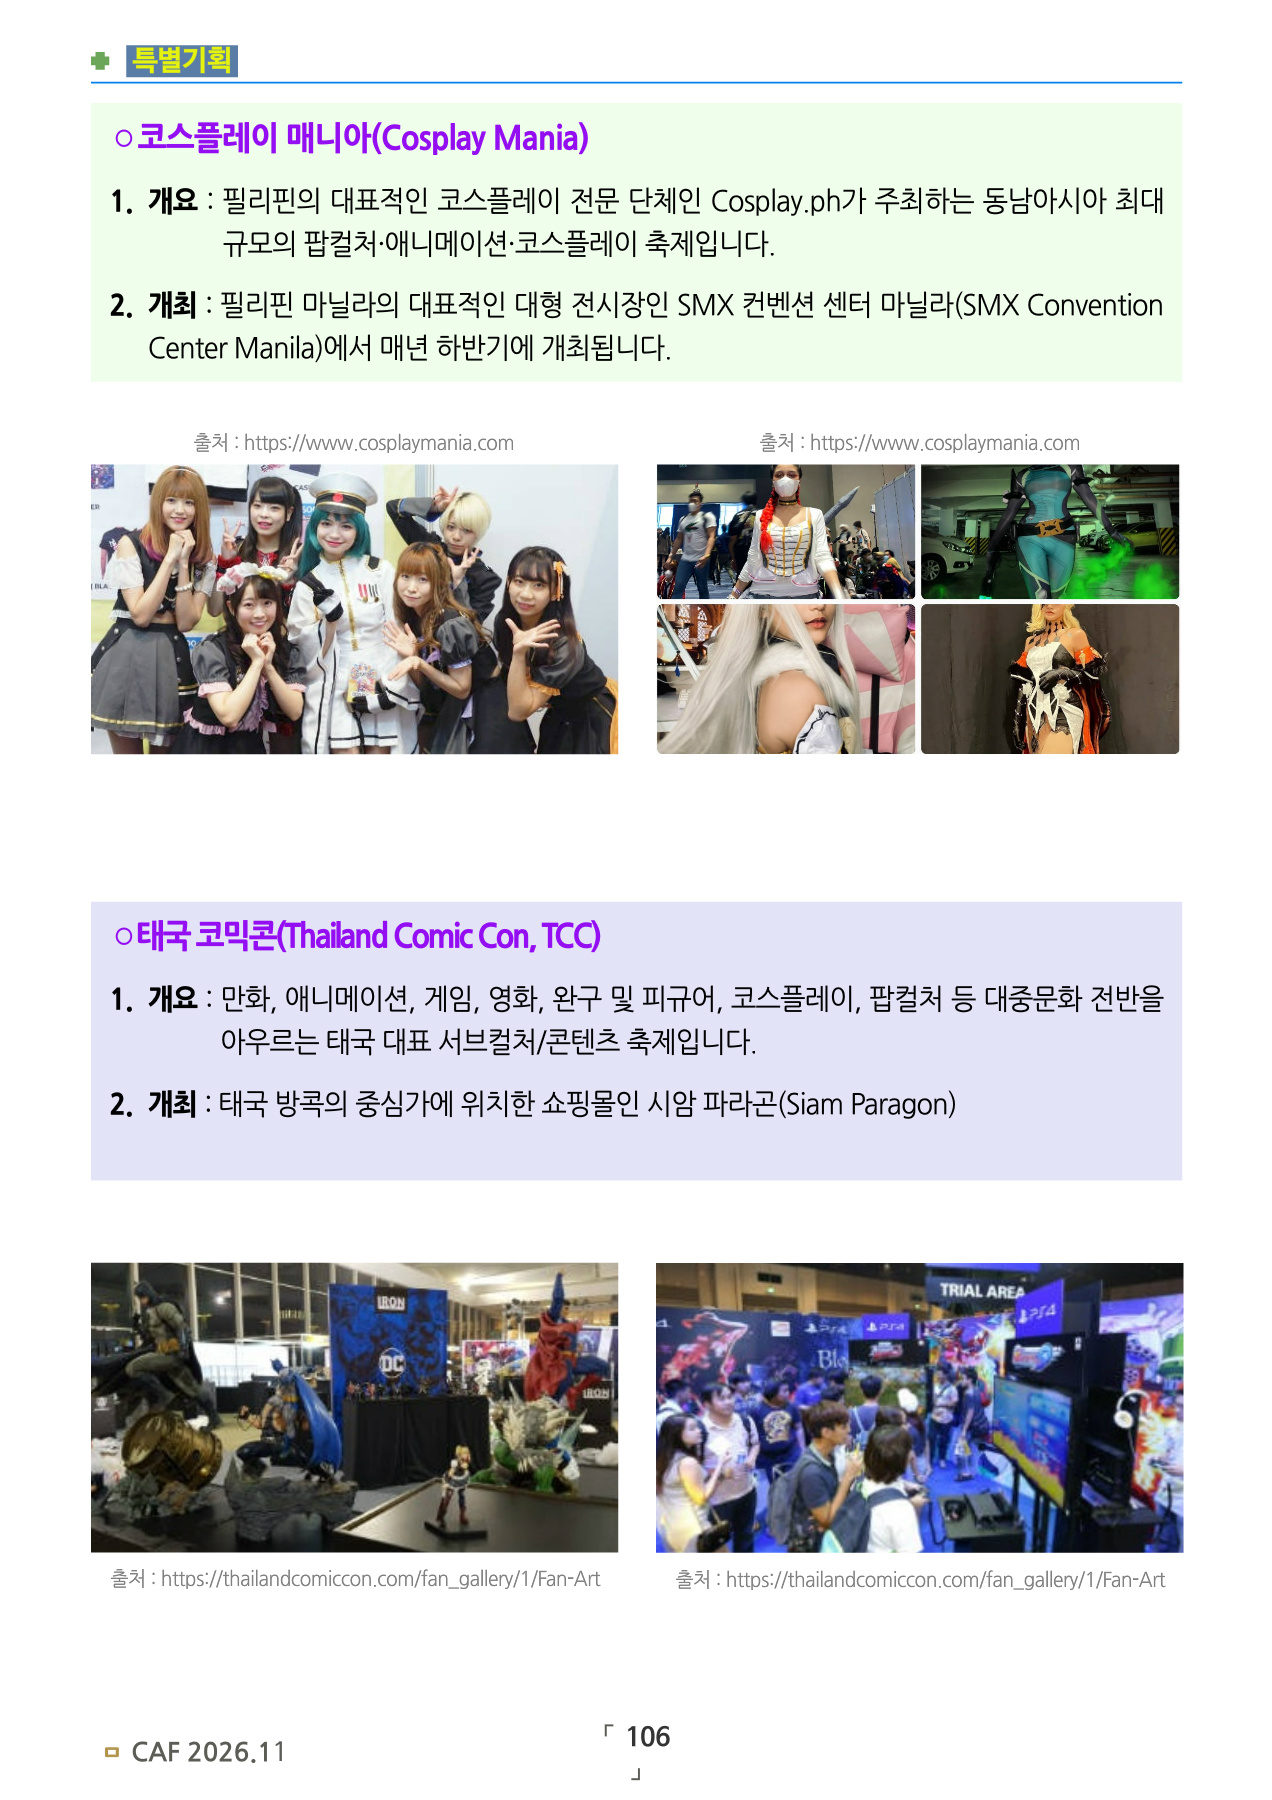 특별기획
○ 코스플레이 매니아(Cosplay Mania)
1. 개요 : 필리핀의 대표적인 코스플레이 전문 단체인 Cosplay.ph가 주최하는 동남아시아 최대
규모의 팝컬처·애니메이션·코스플레이 축제입니다.
2. 개최 : 필리핀 마닐라의 대표적인 대형 전시장인 SMX 컨벤션 센터 마닐라(SMX Convention
Center Manila)에서 매년 하반기에 개최됩니다.
출처 : https://www.cosplaymania.com
출처 : https://www.cosplaymania.com
○ 태국 코믹콘(Thailand Comic Con, TCC)
1. 개요 : 만화, 애니메이션, 게임, 영화, 완구 및 피규어, 코스플레이, 팝컬처 등 대중문화 전반을
아우르는 태국 대표 서브컬처/콘텐츠 축제입니다.
2. 개최 : 태국 방콕의 중심가에 위치한 쇼핑몰인 시암 파라곤(Siam Paragon)
IRON
DC
IRON
TRIAL AREA
PS4
PS4
PS4
출처 : https://thailandcomiccon.com/fan_gallery/1/Fan-Art
출처 : https://thailandcomiccon.com/fan_gallery/1/Fan-Art
CAF 2026.11
「 106
」